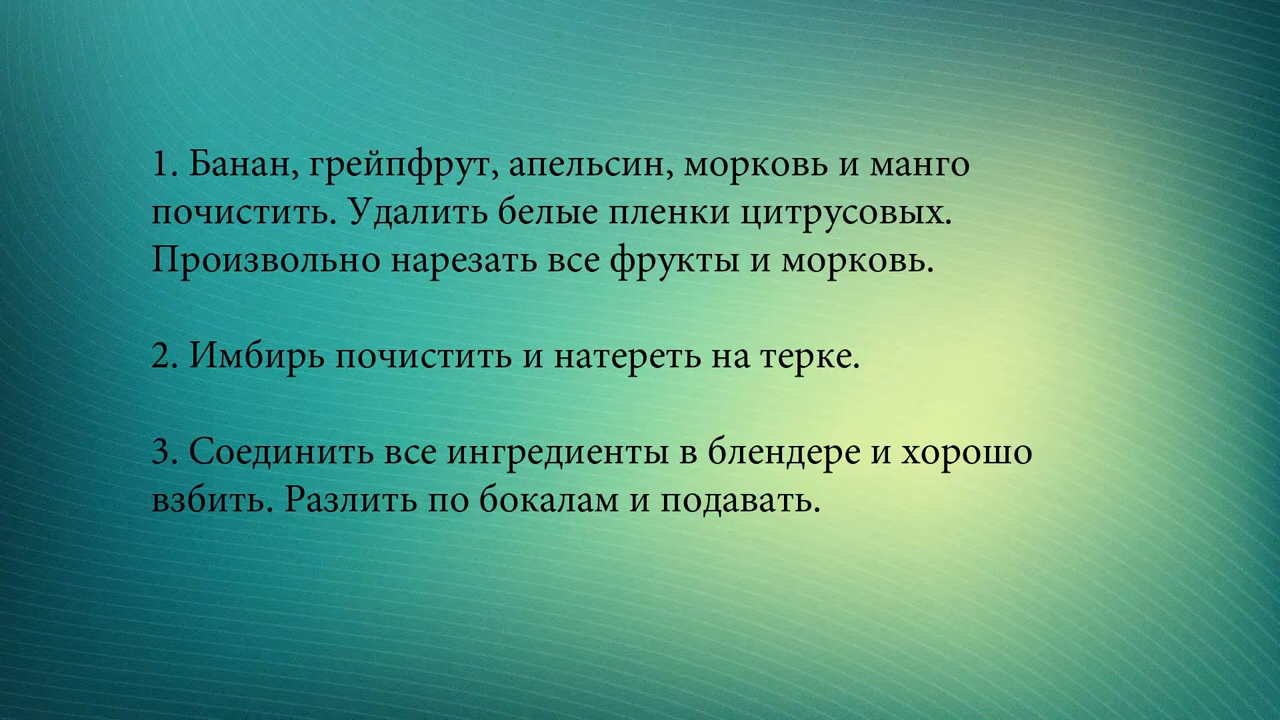 1. Банан, грейпфрут, апельсин, морковь и манго
почистить. Удалить белые пленки цитрусовых.
Произвольно нарезать все фрукты и морковь.
2. Имбирь почистить и натереть на терке.
3. Соединить все ингредиенты в блендере и хорошо
взбить. Разлить по бокалам и подавать.